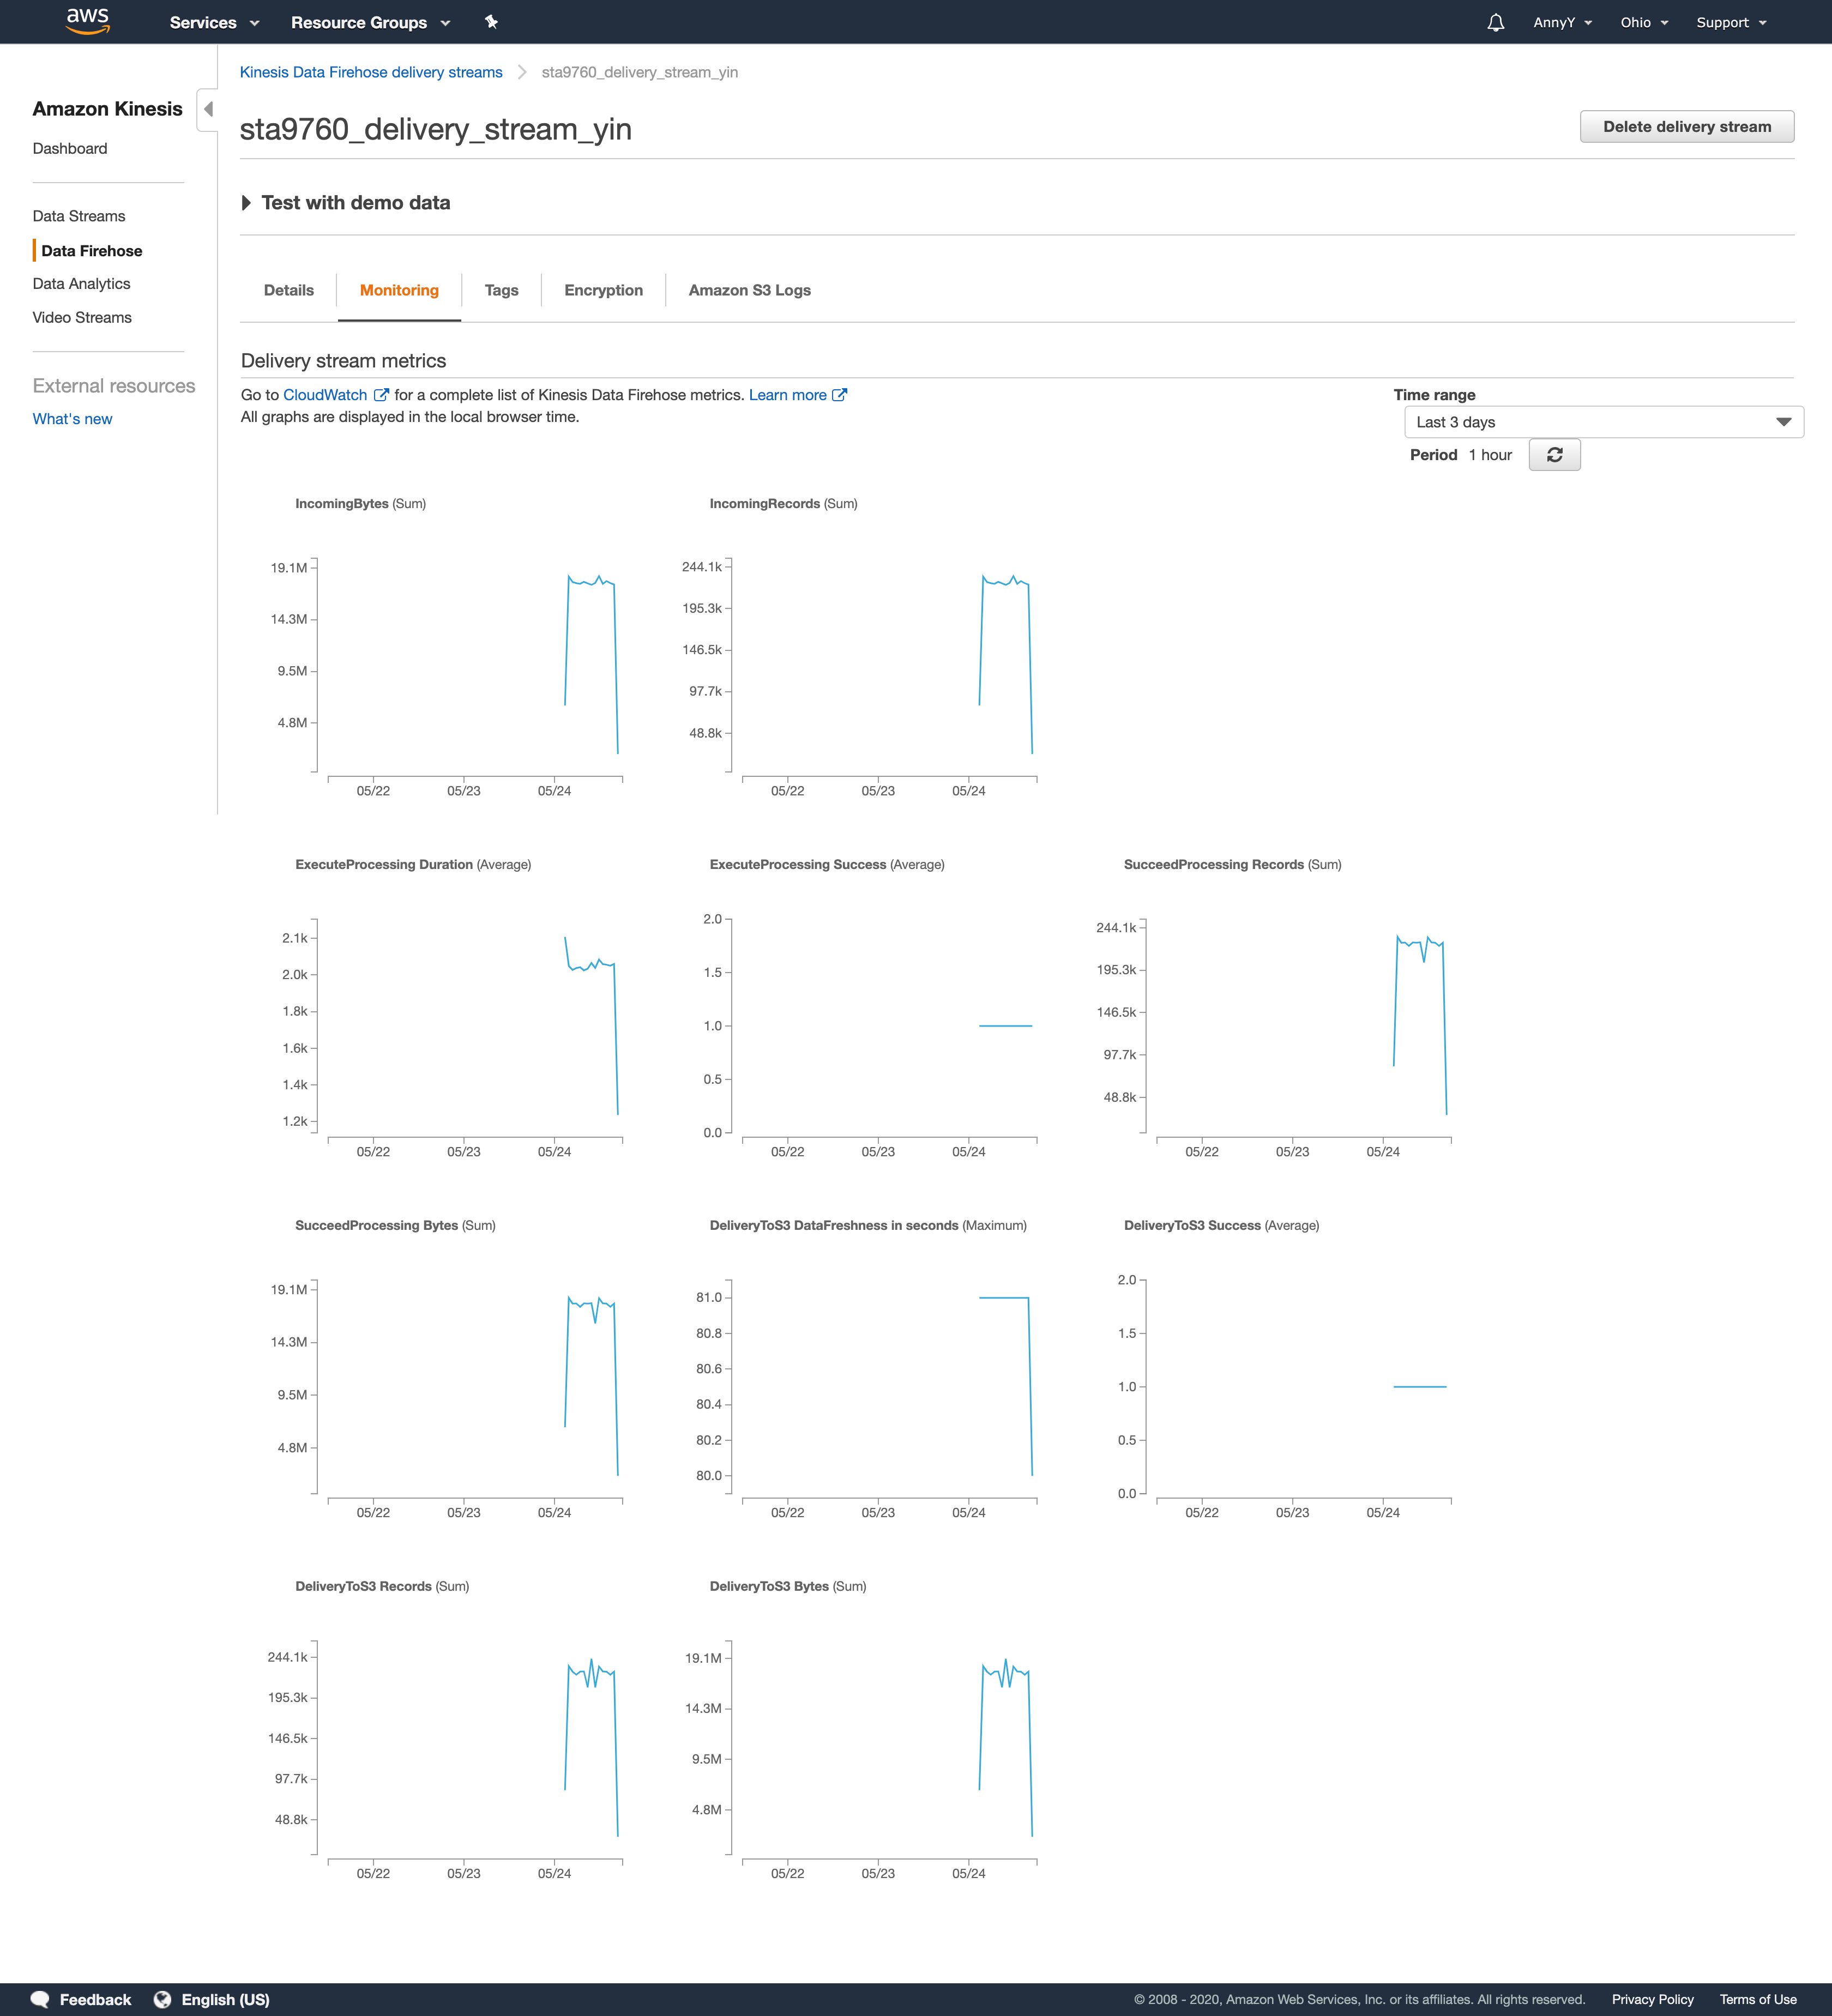 aws Services Resource Groups AnnyY Ohio Support
Kinesis Data Firehose delivery streams sta9760_delivery_stream_yin
Amazon Kinesis
Dashboard
Data Streams
Data Firehose
Data Analytics
Video Streams
External resources
What's new
sta9760_delivery_stream_yin
Delete delivery stream
Test with demo data
Details Monitoring Tags Encryption Amazon S3 Logs
Delivery stream metrics
Go to CloudWatch for a complete list of Kinesis Data Firehose metrics. Learn more
All graphs are displayed in the local browser time.
Time range
Last 3 days
Period 1 hour
IncomingBytes (Sum)
19.1M
14.3M
9.5M
4.8M
05/22 05/23 05/24
IncomingRecords (Sum)
244.1k
195.3k
146.5k
97.7k
48.8k
05/22 05/23 05/24
ExecuteProcessing Duration (Average)
2.1k
2.0k
1.8k
1.6k
1.4k
1.2k
05/22 05/23 05/24
ExecuteProcessing Success (Average)
2.0
1.5
1.0
0.5
0.0
05/22 05/23 05/24
SucceedProcessing Records (Sum)
244.1k
195.3k
146.5k
97.7k
48.8k
05/22 05/23 05/24
SucceedProcessing Bytes (Sum)
19.1M
14.3M
9.5M
4.8M
05/22 05/23 05/24
DeliveryToS3 DataFreshness in seconds (Maximum)
81.0
80.8
80.6
80.4
80.2
80.0
05/22 05/23 05/24
DeliveryToS3 Success (Average)
2.0
1.5
1.0
0.5
0.0
05/22 05/23 05/24
DeliveryToS3 Records (Sum)
244.1k
195.3k
146.5k
97.7k
48.8k
05/22 05/23 05/24
DeliveryToS3 Bytes (Sum)
19.1M
14.3M
9.5M
4.8M
05/22 05/23 05/24
Feedback English (US) © 2008 - 2020, Amazon Web Services, Inc. or its affiliates. All rights reserved. Privacy Policy Terms of Use